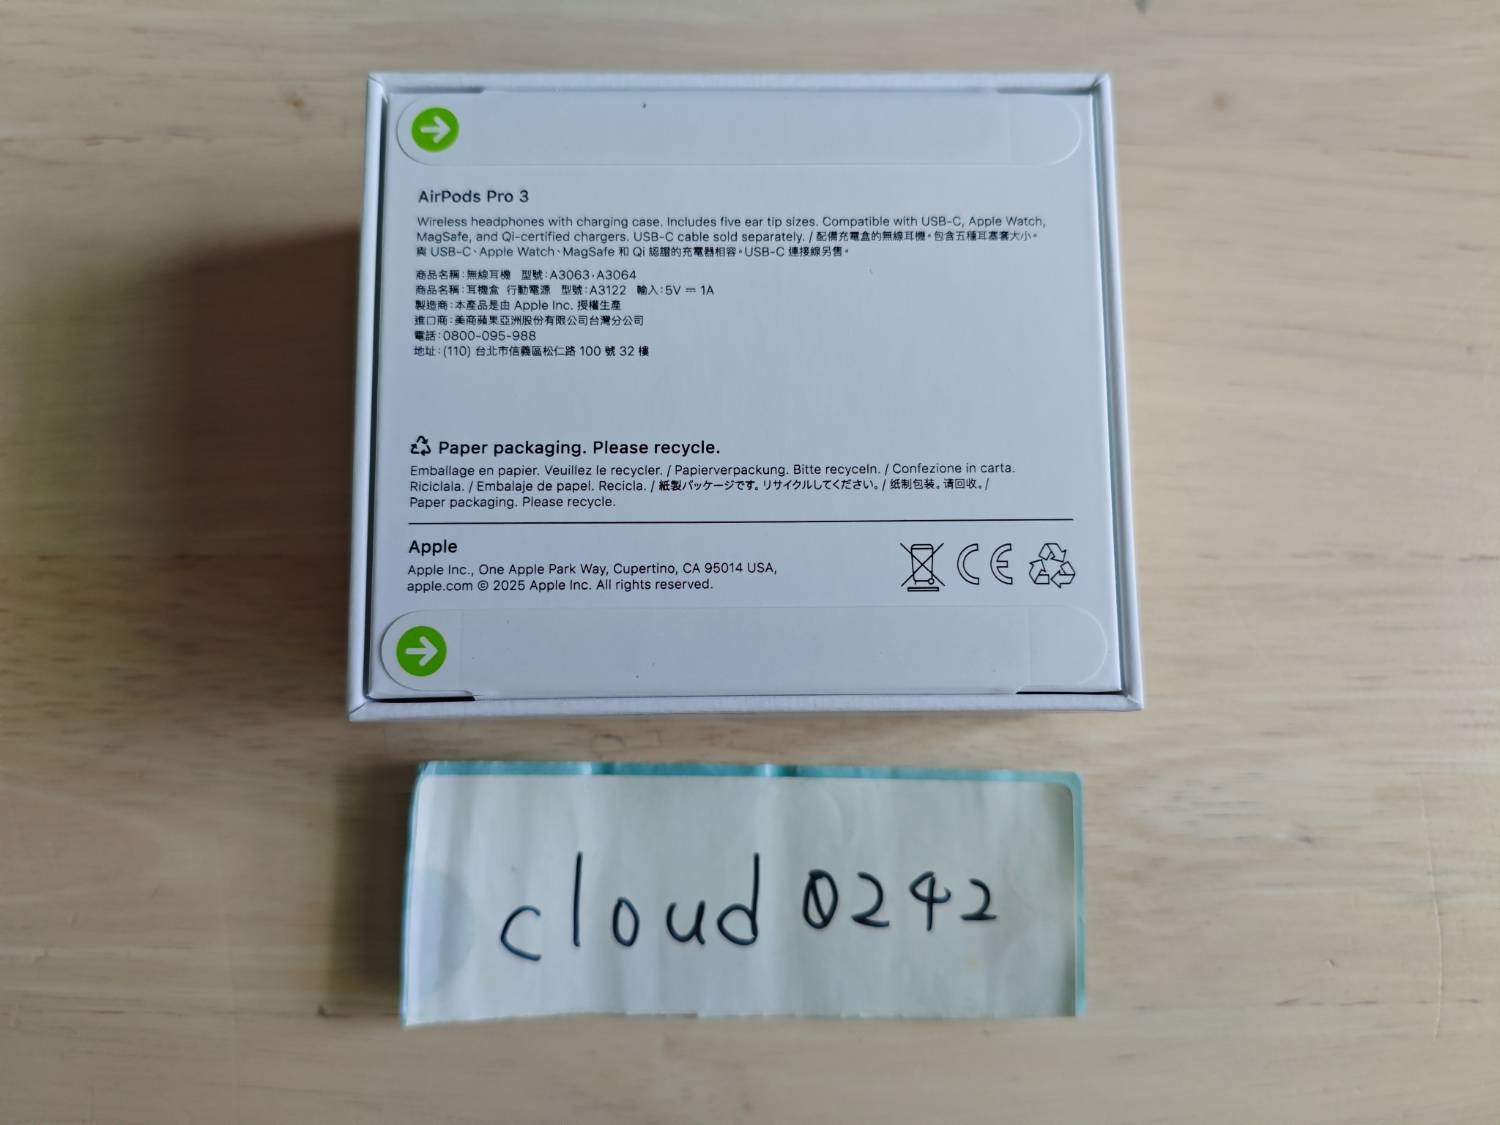 AirPods Pro 3
Wireless headphones with charging case. Includes five ear tip sizes. Compatible with USB-C, Apple Watch,
MagSafe, and Qi-certified chargers. USB-C cable sold separately. / 配備充電盒的無線耳機。包含五種耳塞套大小。
與 USB-C、Apple Watch、MagSafe 和 Qi 認證的充電器相容。USB-C 連接線另售。
商品名稱：無線耳機 型號：A3063、A3064
商品名稱：耳機盒 行動電源 型號：A3122 輸入：5V ⎓ 1A
製造商：本產品是由 Apple Inc. 授權生產
進口商：美商蘋果亞洲股份有限公司台灣分公司
電話：0800-095-988
地址：(110) 台北市信義區松仁路 100 號 32 樓
Paper packaging. Please recycle.
Emballage en papier. Veuillez le recycler. / Papierverpackung. Bitte recyceln. / Confezione in carta.
Riciclala. / Embalaje de papel. Recicla. / 紙製パッケージです。リサイクルしてください。/ 纸制包装。请回收。/
Paper packaging. Please recycle.
Apple
Apple Inc., One Apple Park Way, Cupertino, CA 95014 USA,
apple.com © 2025 Apple Inc. All rights reserved.
CE
cloud0242